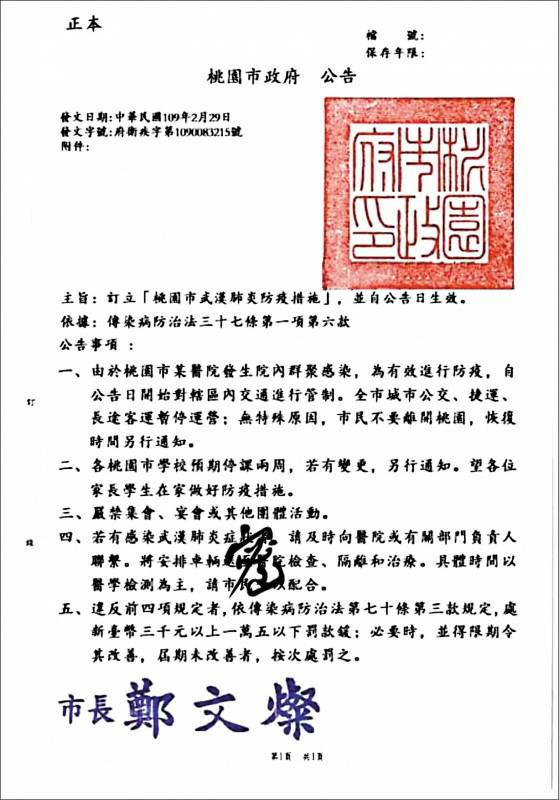 正本
檔　　號：
保存年限：
桃園市政府　公告
發文日期：中華民國109年2月29日
發文字號：府衛疾字第1090083215號
附件：
桃園市政府印
主旨：訂立「桃園市武漢肺炎防疫措施」，並自公告日生效。
依據：傳染病防治法三十七條第一項第六款
公告事項：
一、由於桃園市某醫院發生院內群聚感染，為有效進行防疫，自
公告日開始對轄區內交通進行管制。全市城市公交、捷運、
長途客運暫停運營；無特殊原因，市民不要離開桃園，恢復
時間另行通知。
二、各桃園市學校預期停課兩周，若有變更，另行通知。望各位
家長學生在家做好防疫措施。
三、嚴禁集會、宴會或其他團體活動。
四、若有感染武漢肺炎症 請及時向醫院或有關部門負責人
聯繫。將安排車輛 醫院檢查、隔離和治療。具體時間以
醫學檢測為主，請市 以配合。
五、違反前四項規定者，依傳染病防治法第七十條第三款規定，處
新臺幣三千元以上一萬五以下罰款鍰；必要時，並得限期令
其改善，屆期未改善者，按次處罰之。
訂
線
市長 鄭文燦
第1頁　共1頁